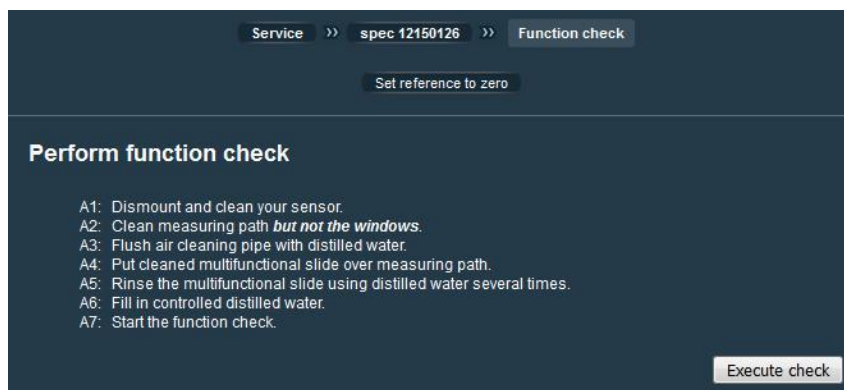 Service » spec 12150126 » Function check
Set reference to zero
Perform function check
A1: Dismount and clean your sensor.
A2: Clean measuring path but not the windows.
A3: Flush air cleaning pipe with distilled water.
A4: Put cleaned multifunctional slide over measuring path.
A5: Rinse the multifunctional slide using distilled water several times.
A6: Fill in controlled distilled water.
A7: Start the function check.
Execute check